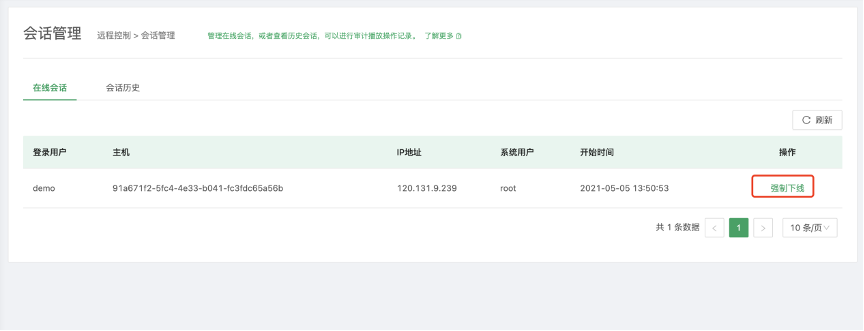 会话管理 远程控制 > 会话管理 管理在线会话，或者查看历史会话，可以进行审计播放操作记录。 了解更多
在线会话 会话历史
刷新
登录用户 主机 IP地址 系统用户 开始时间 操作
demo 91a671f2-5fc4-4e33-b041-fc3fdc65a56b 120.131.9.239 root 2021-05-05 13:50:53 强制下线
共 1 条数据 < 1 > 10 条/页